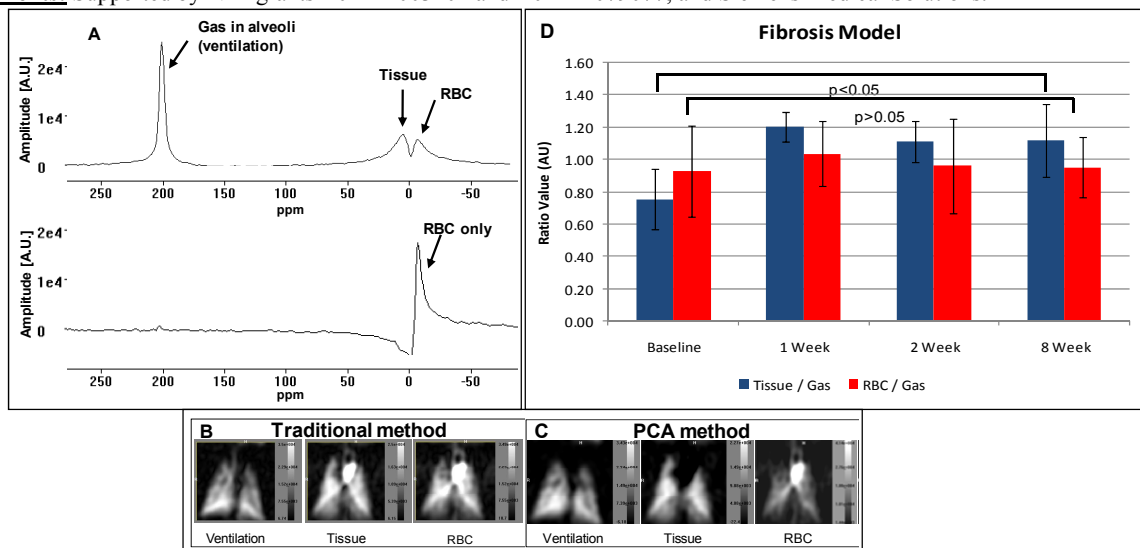 A
Gas in alveoli
(ventilation)
Tissue
RBC
Amplitude [A.U.]
2e4
1e4
0
200
250
150
100
50
0
-50
ppm
RBC only
Amplitude [A.U.]
2e4
1e4
0
250
200
150
100
50
0
-50
ppm
D
Fibrosis Model
p<0.05
p>0.05
Ratio Value (AU)
1.60
1.40
1.20
1.00
0.80
0.60
0.40
0.20
0.00
Baseline
1 Week
2 Week
8 Week
Tissue / Gas
RBC / Gas
B
Traditional method
Ventilation
Tissue
RBC
C
PCA method
Ventilation
Tissue
RBC